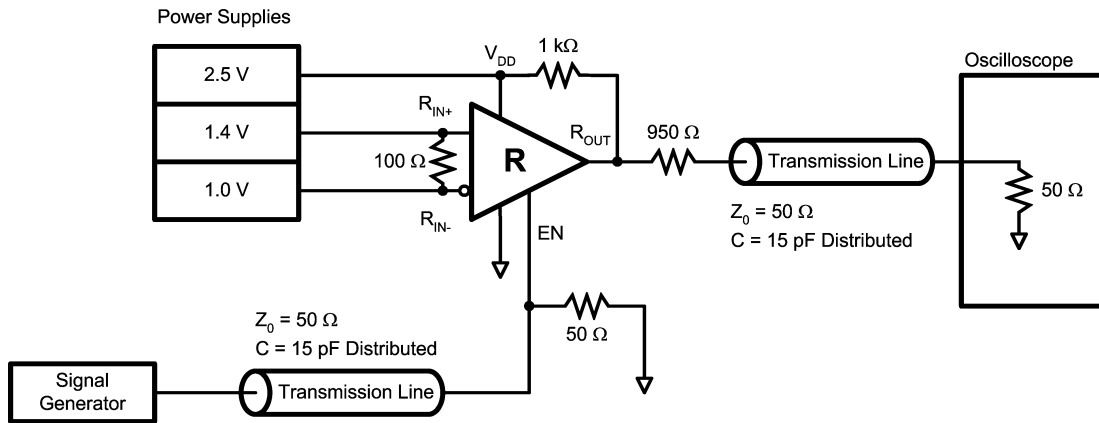 Power Supplies
2.5 V
1.4 V
1.0 V
V_DD
1 kΩ
R_IN+
100 Ω
R_IN-
R
R_OUT
950 Ω
EN
Transmission Line
Z_0 = 50 Ω
C = 15 pF Distributed
Oscilloscope
50 Ω
50 Ω
Z_0 = 50 Ω
C = 15 pF Distributed
Transmission Line
Signal
Generator